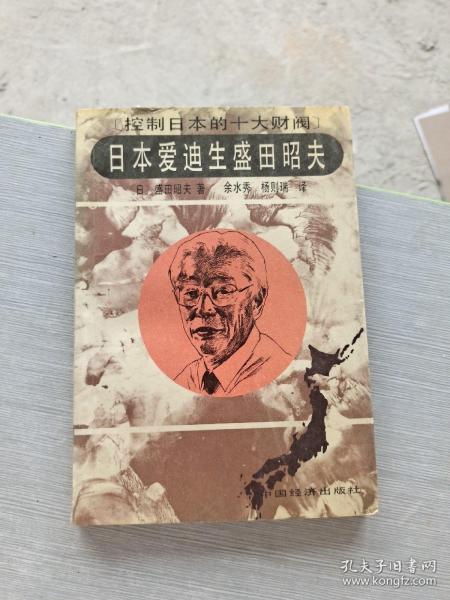 〔控制日本的十大财阀〕
日本爱迪生盛田昭夫
日 盛田昭夫 著 余水秀 杨则瑞 译
中国经济出版社
孔夫子旧书网
www.kongfz.com